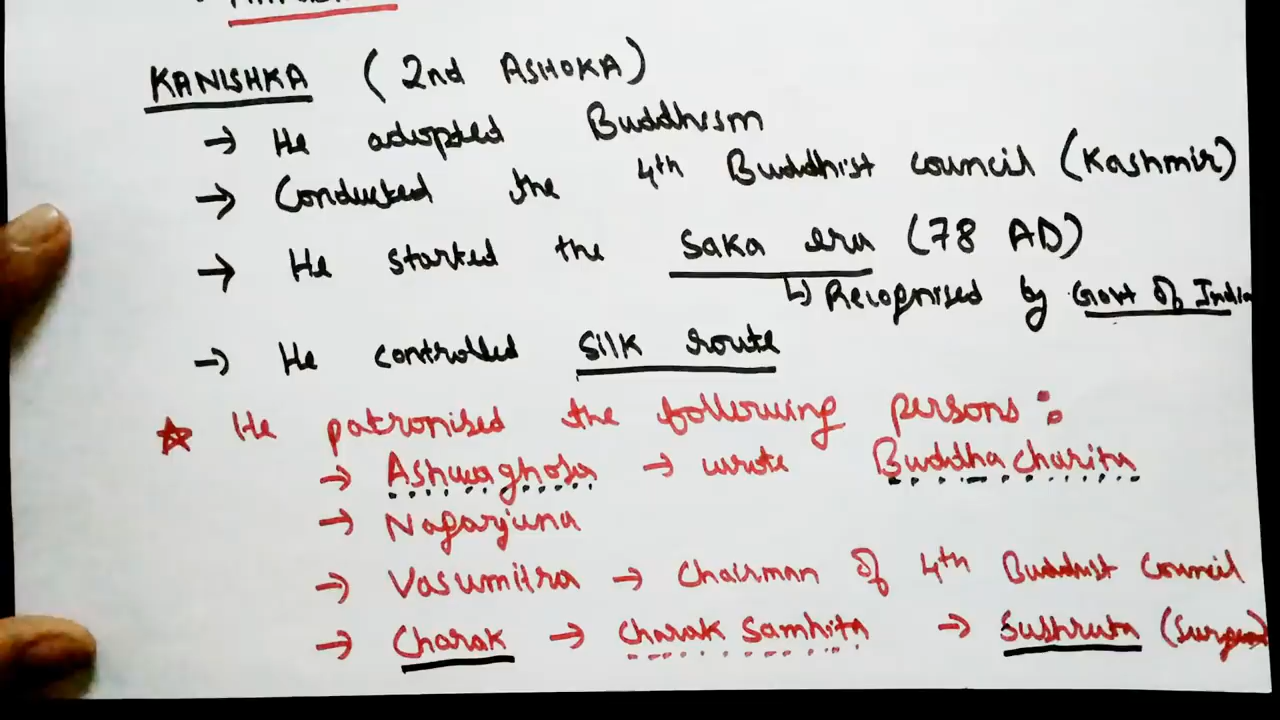 KANISHKA (2nd ASHOKA)
→ He adopted Buddhism
→ Conducted the 4th Buddhist council (Kashmir)
→ He started the Saka era (78 AD)
↳ Recognised by Govt of India
→ He controlled Silk route
☆ He patronised the following persons:
→ Ashwaghosa → wrote Buddhacharita
→ Nagarjuna
→ Vasumitra → Chairman of 4th Buddhist Council
→ Charak → Charak Samhita → Sushruta (Surgeon)